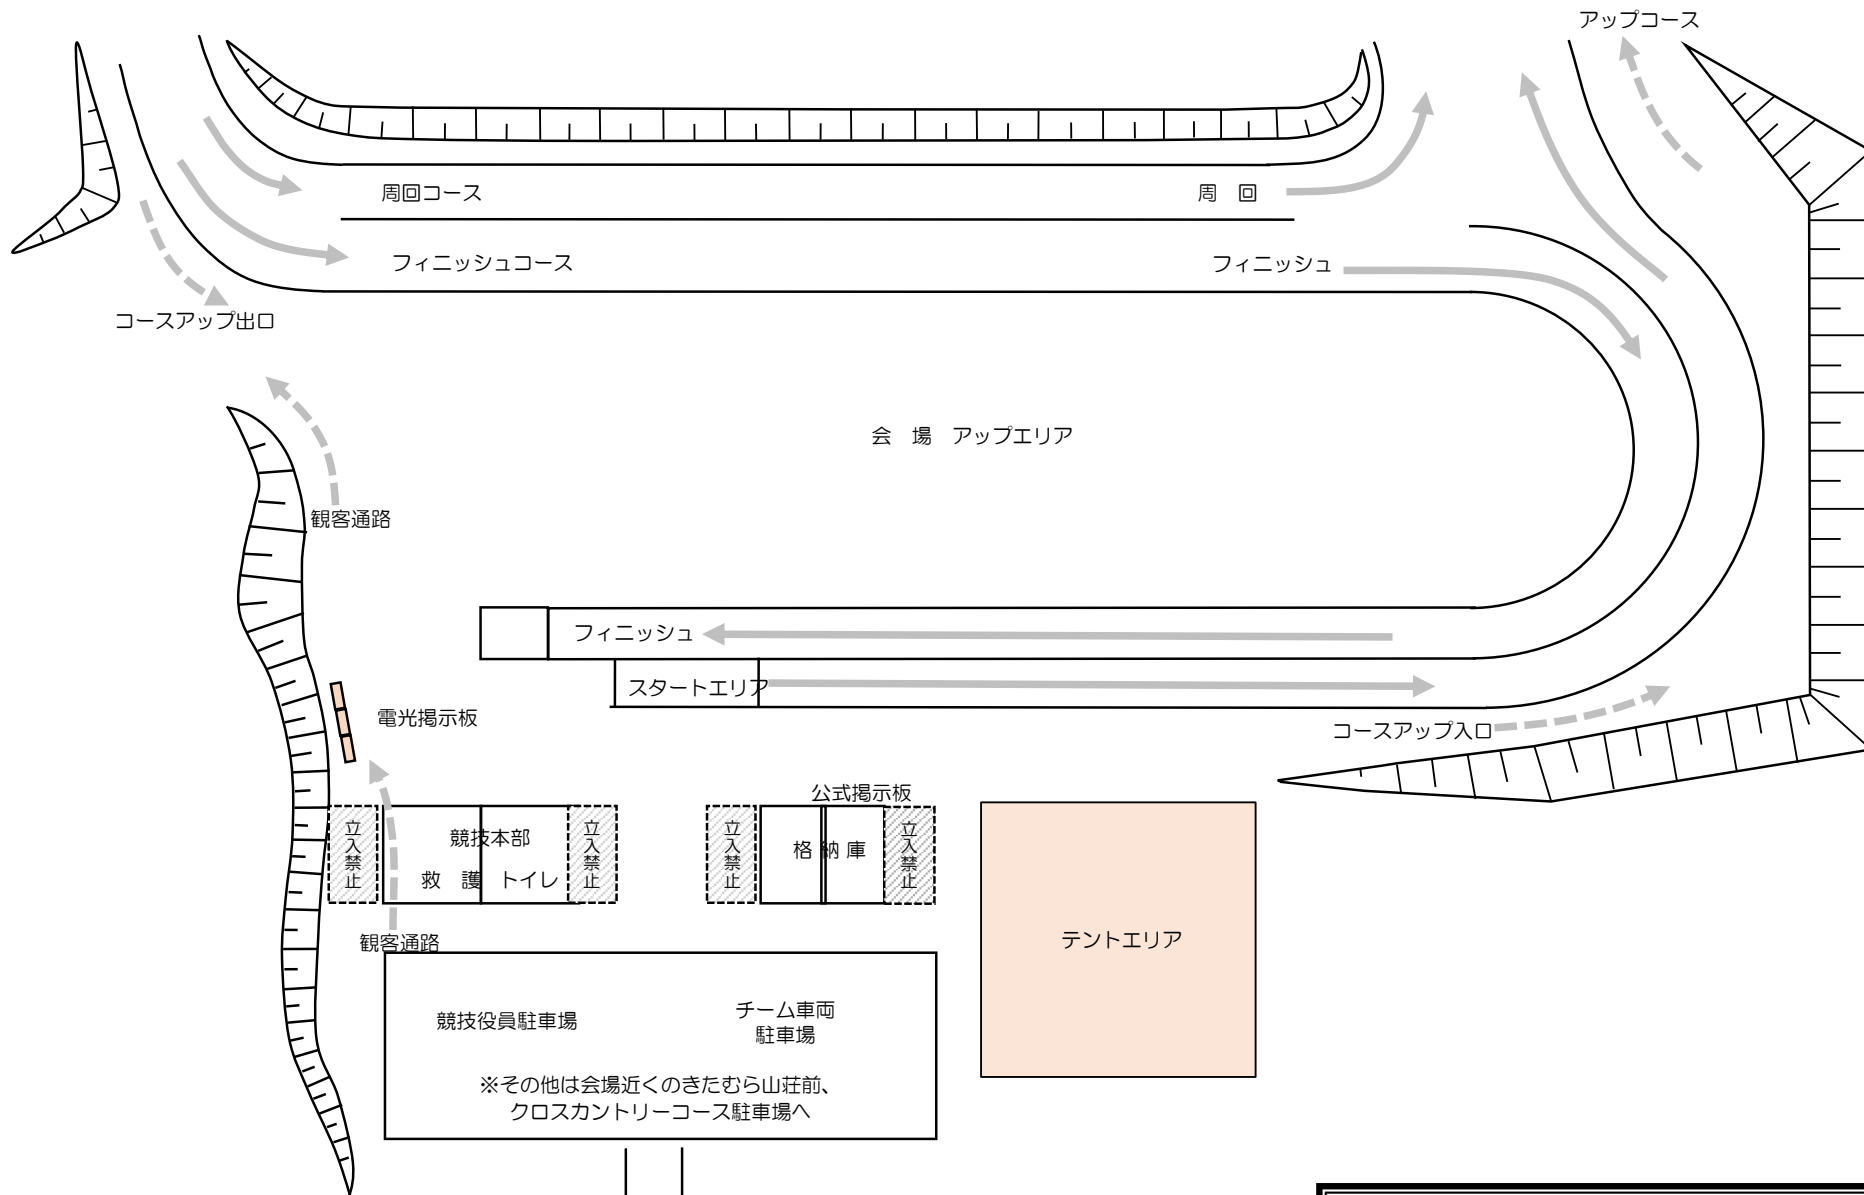 アップコース
周回コース
周　回
フィニッシュコース
フィニッシュ
コースアップ出口
会　場　アップエリア
観客通路
フィニッシュ
スタートエリア
電光掲示板
コースアップ入口
公式掲示板
立入禁止
競技本部
救　護　トイレ
立入禁止
立入禁止
格 納 庫
立入禁止
観客通路
テントエリア
競技役員駐車場
チーム車両
駐車場
※その他は会場近くのきたむら山荘前、
クロスカントリーコース駐車場へ